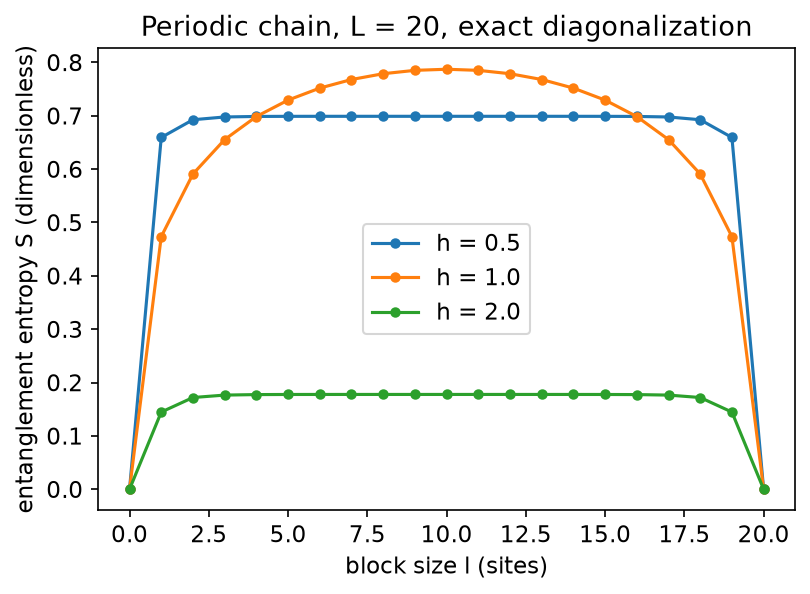 Periodic chain, L = 20, exact diagonalization
entanglement entropy S (dimensionless)
0.8
0.7
0.6
0.5
0.4
0.3
0.2
0.1
0.0
h = 0.5
h = 1.0
h = 2.0
0.0 2.5 5.0 7.5 10.0 12.5 15.0 17.5 20.0
block size l (sites)